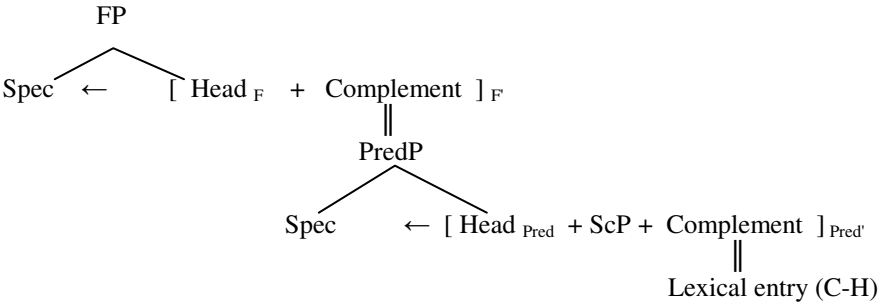 FP
Spec ← [ Head F + Complement ] F'
PredP
Spec ← [ Head Pred + ScP + Complement ] Pred'
Lexical entry (C-H)